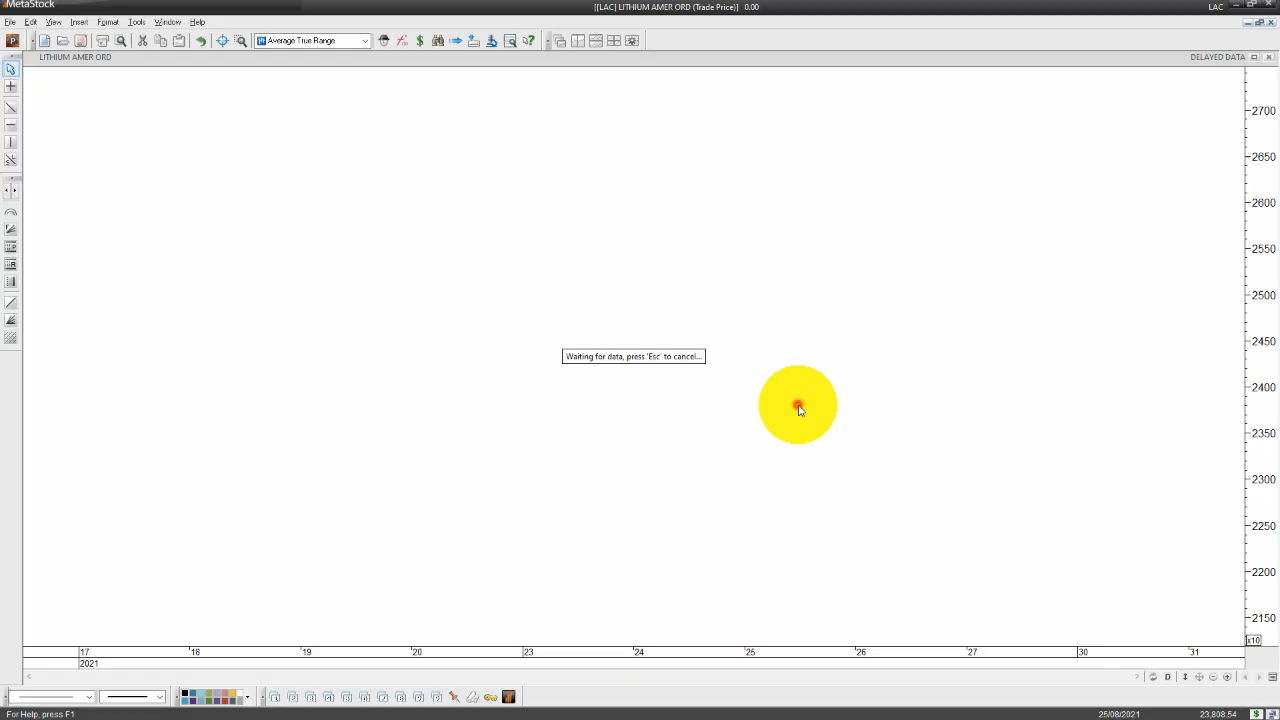 MetaStock
[[LAC] LITHIUM AMER ORD (Trade Price)] 0.00
LAC
File Edit View Insert Format Tools Window Help
Average True Range
LITHIUM AMER ORD
DELAYED DATA
2700
2650
2600
2550
2500
2450
Waiting for data, press 'Esc' to cancel...
2400
2350
2300
2250
2200
2150
x10
17 18 19 20 23 24 25 26 27 30 31
2021
D
For Help, press F1
25/08/2021
23,808.54